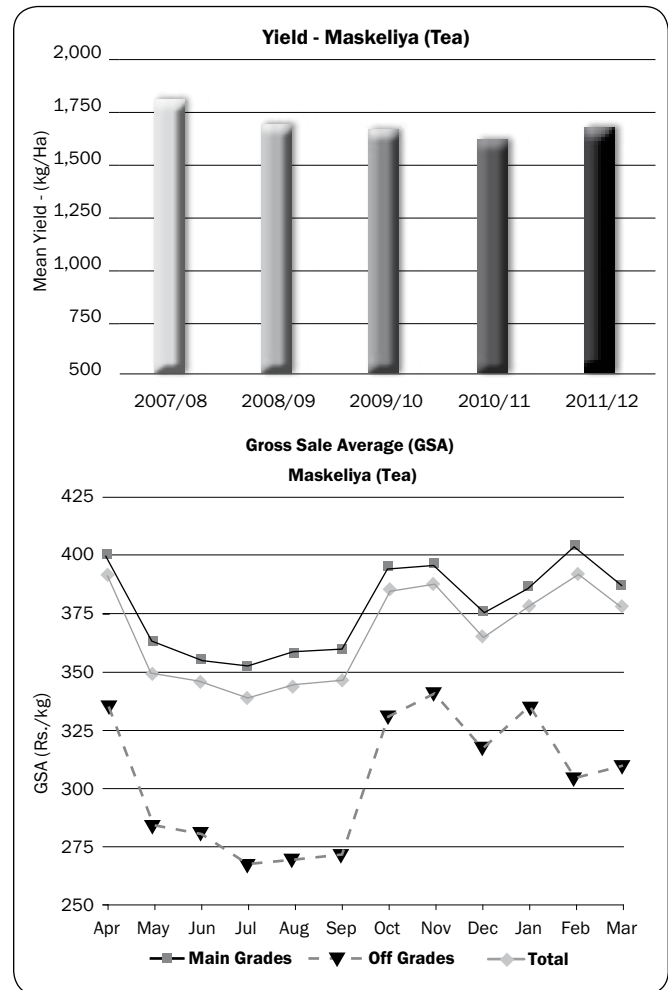 Yield - Maskeliya (Tea)
Mean Yield - (kg/Ha)
2,000
1,750
1,500
1,250
1,000
750
500
2007/08 2008/09 2009/10 2010/11 2011/12
Gross Sale Average (GSA)
Maskeliya (Tea)
GSA (Rs./kg)
425
400
375
350
325
300
275
250
Apr May Jun Jul Aug Sep Oct Nov Dec Jan Feb Mar
Main Grades Off Grades Total